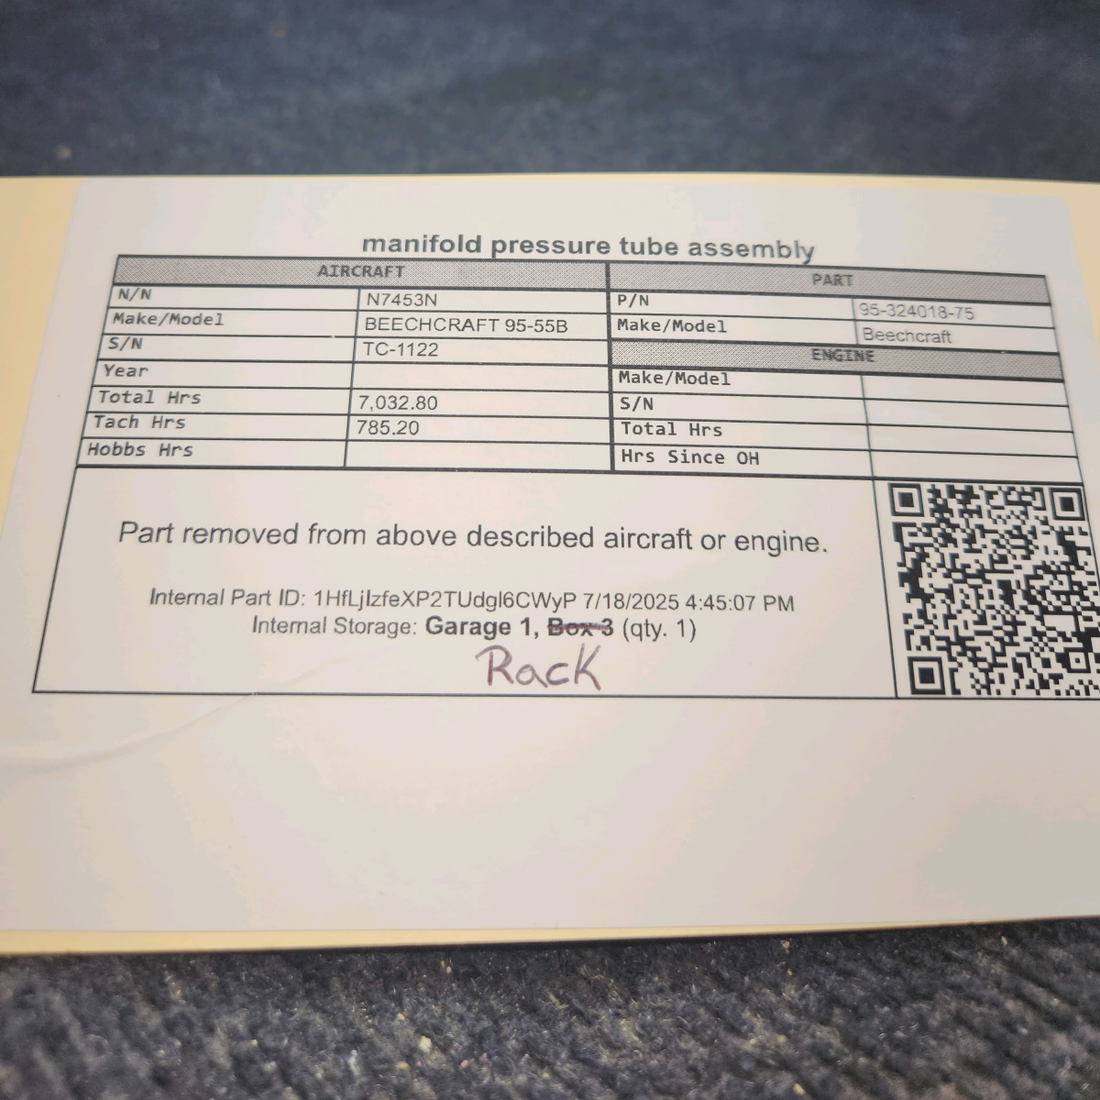 manifold pressure tube assembly
AIRCRAFT PART
N/N N7453N P/N 95-324018-75
Make/Model BEECHCRAFT 95-55B Make/Model Beechcraft
S/N TC-1122 ENGINE
Year Make/Model
Total Hrs 7,032.80 S/N
Tach Hrs 785.20 Total Hrs
Hobbs Hrs Hrs Since OH
Part removed from above described aircraft or engine.
Internal Part ID: 1HfLjIzfeXP2TUdgI6CWyP 7/18/2025 4:45:07 PM
Internal Storage: Garage 1, Box 3 (qty. 1)
Rack